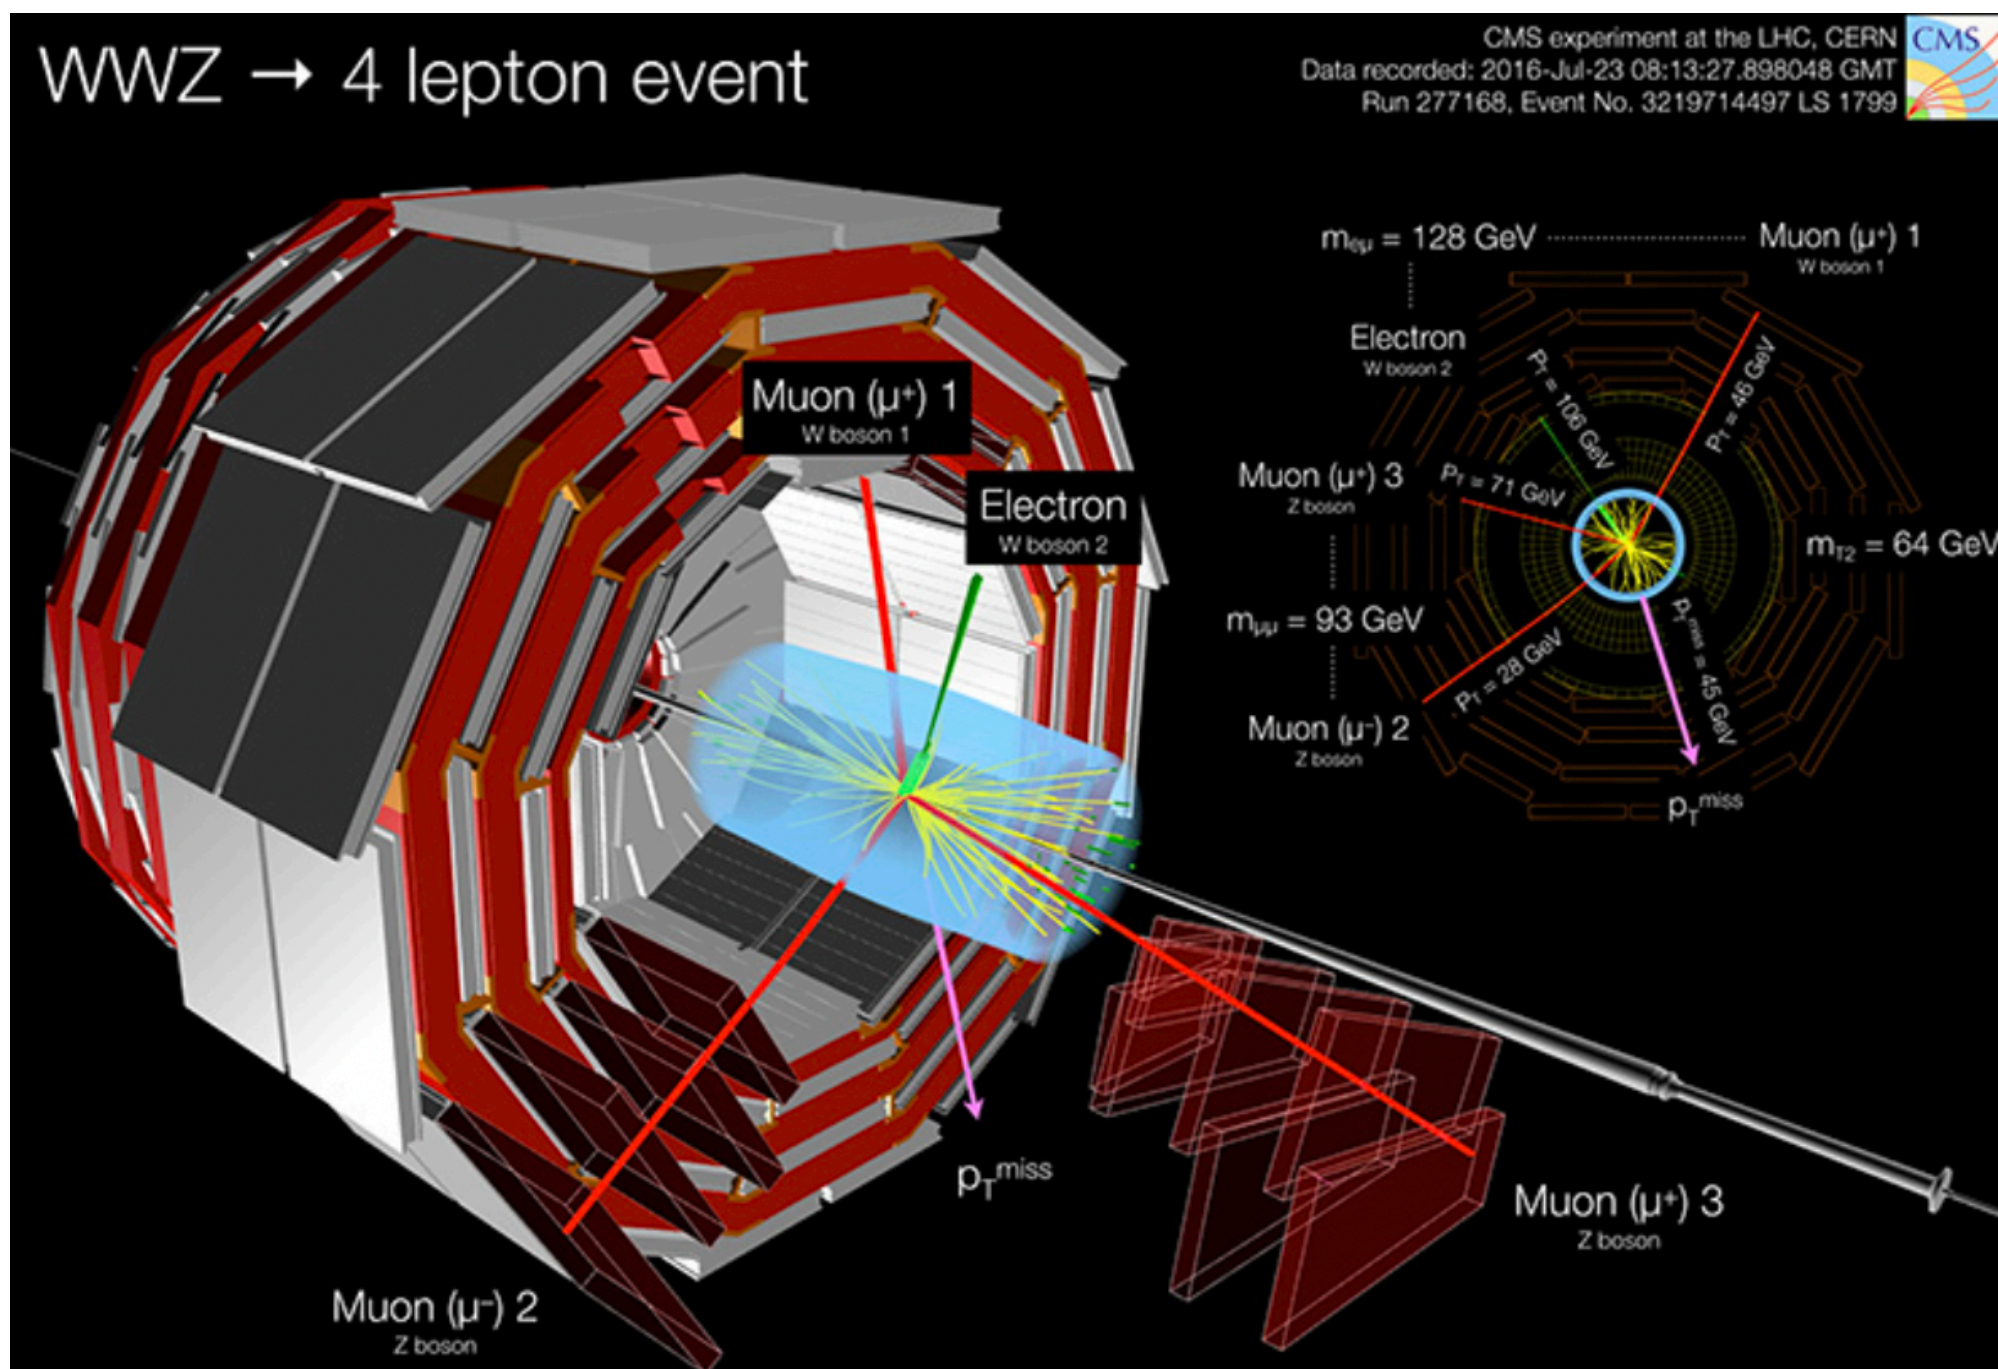 WWZ → 4 lepton event
CMS experiment at the LHC, CERN
Data recorded: 2016-Jul-23 08:13:27.898048 GMT
Run 277168, Event No. 3219714497 LS 1799
CMS
Muon (μ⁺) 1
W boson 1
Electron
W boson 2
pₜᵐⁱˢˢ
Muon (μ⁻) 2
Z boson
Muon (μ⁺) 3
Z boson
mₑμ = 128 GeV
Muon (μ⁺) 1
W boson 1
Electron
W boson 2
Pₜ = 106 GeV
Pₜ = 46 GeV
Muon (μ⁺) 3
Z boson
Pₜ = 71 GeV
mT2 = 64 GeV
mμμ = 93 GeV
Pₜ = 28 GeV
pₜᵐⁱˢˢ = 45 GeV
Muon (μ⁻) 2
Z boson
pₜᵐⁱˢˢ